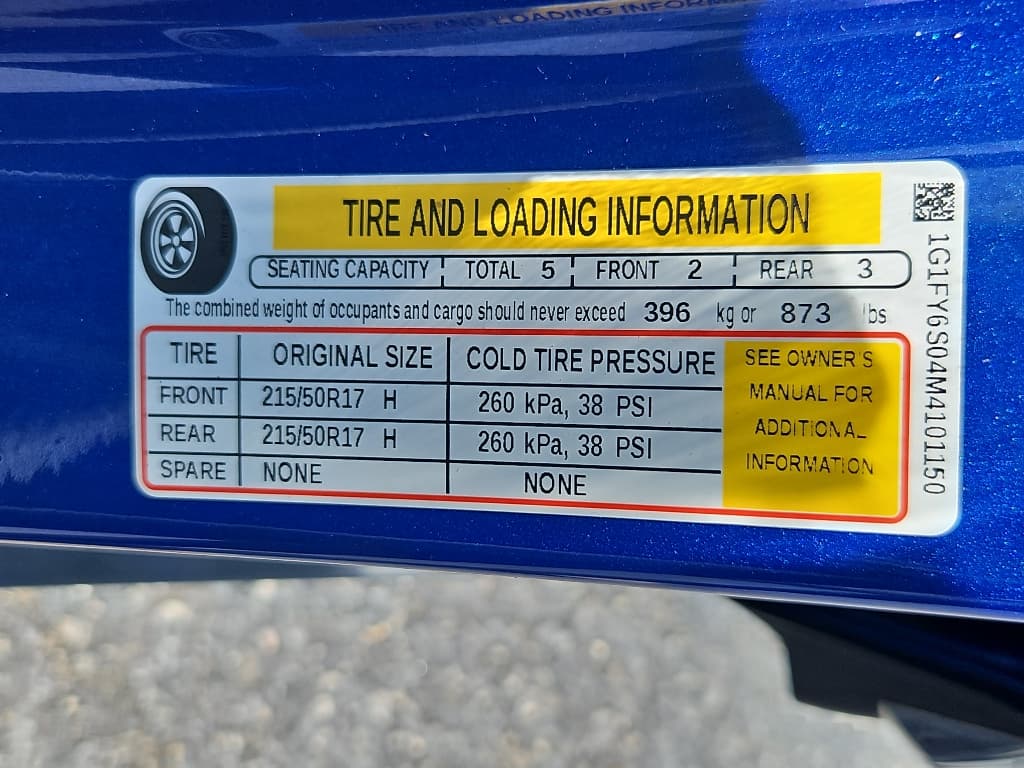 TIRE AND LOADING INFORMATION
SEATING CAPACITY TOTAL 5 FRONT 2 REAR 3
The combined weight of occupants and cargo should never exceed 396 kg or 873 lbs
TIRE ORIGINAL SIZE COLD TIRE PRESSURE
FRONT 215/50R17 H 260 kPa, 38 PSI
REAR 215/50R17 H 260 kPa, 38 PSI
SPARE NONE NONE
SEE OWNER'S
MANUAL FOR
ADDITIONAL
INFORMATION
1G1FY6S04M4101150